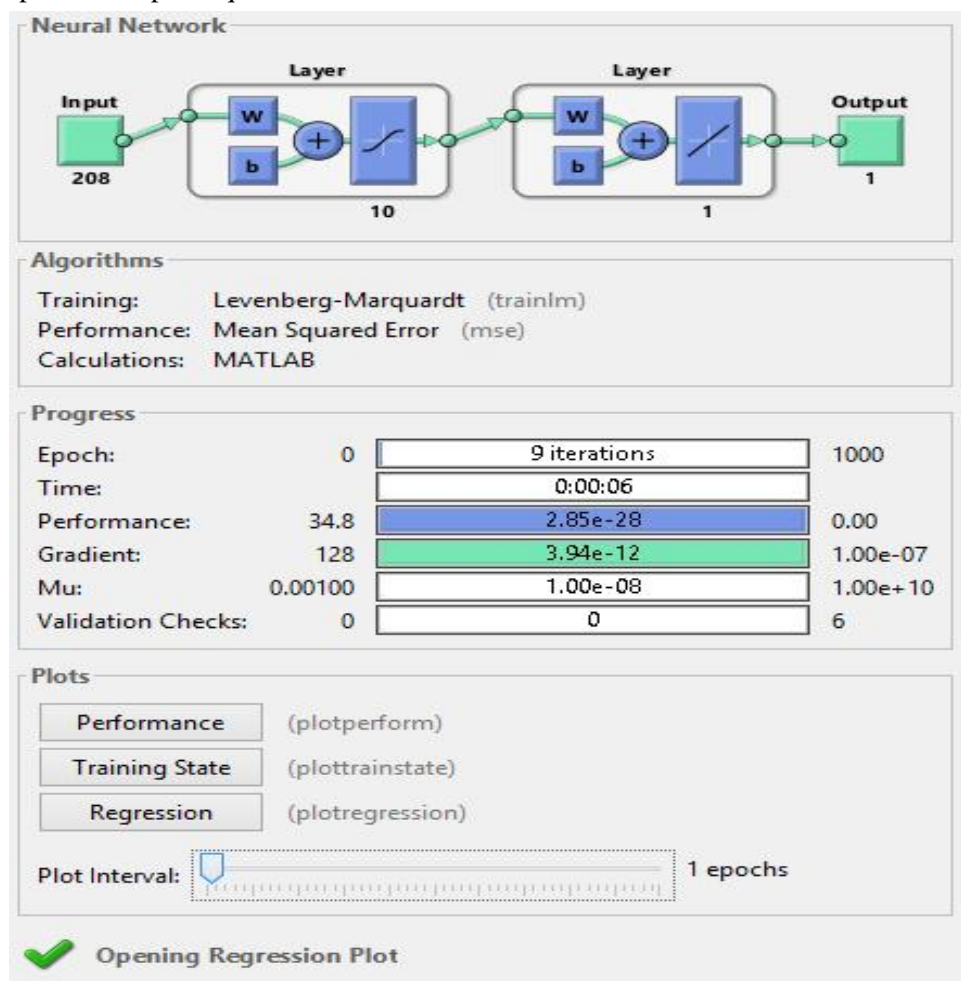 Neural Network
Layer Layer
Input Output
W W
+ +
b b
208 1
10 1
Algorithms
Training: Levenberg-Marquardt (trainlm)
Performance: Mean Squared Error (mse)
Calculations: MATLAB
Progress
Epoch: 0 9 iterations 1000
Time: 0:00:06
Performance: 34.8 2.85e-28 0.00
Gradient: 128 3.94e-12 1.00e-07
Mu: 0.00100 1.00e-08 1.00e+10
Validation Checks: 0 0 6
Plots
Performance (plotperform)
Training State (plottrainstate)
Regression (plotregression)
Plot Interval: 1 epochs
Opening Regression Plot